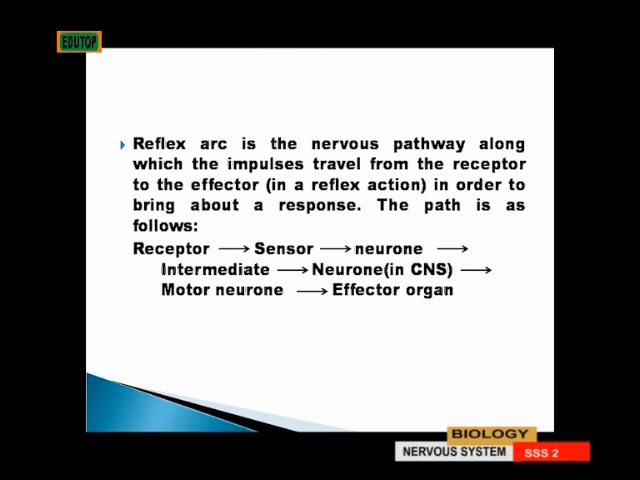 EDUTOP
Reflex arc is the nervous pathway along
which the impulses travel from the receptor
to the effector (in a reflex action) in order to
bring about a response. The path is as
follows:
Receptor → Sensor → neurone →
Intermediate → Neurone(in CNS) →
Motor neurone → Effector organ
BIOLOGY
NERVOUS SYSTEM SSS 2